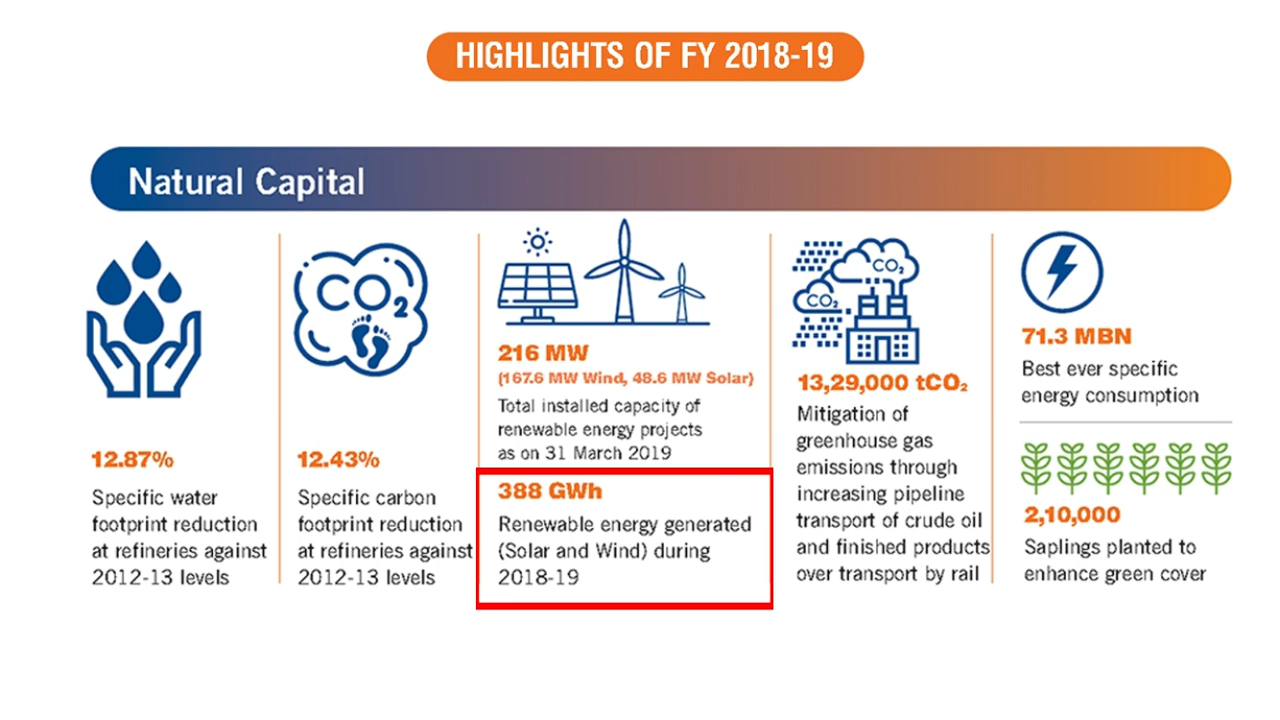 HIGHLIGHTS OF FY 2018-19
Natural Capital
12.87%
Specific water
footprint reduction
at refineries against
2012-13 levels
CO₂
12.43%
Specific carbon
footprint reduction
at refineries against
2012-13 levels
216 MW
(167.6 MW Wind, 48.6 MW Solar)
Total installed capacity of
renewable energy projects
as on 31 March 2019
388 GWh
Renewable energy generated
(Solar and Wind) during
2018-19
CO₂
CO₂
13,29,000 tCO₂
Mitigation of
greenhouse gas
emissions through
increasing pipeline
transport of crude oil
and finished products
over transport by rail
71.3 MBN
Best ever specific
energy consumption
2,10,000
Saplings planted to
enhance green cover